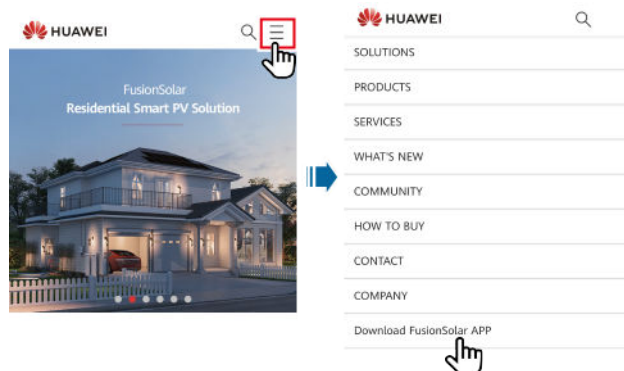 HUAWEI
FusionSolar
Residential Smart PV Solution
HUAWEI
SOLUTIONS
PRODUCTS
SERVICES
WHAT'S NEW
COMMUNITY
HOW TO BUY
CONTACT
COMPANY
Download FusionSolar APP